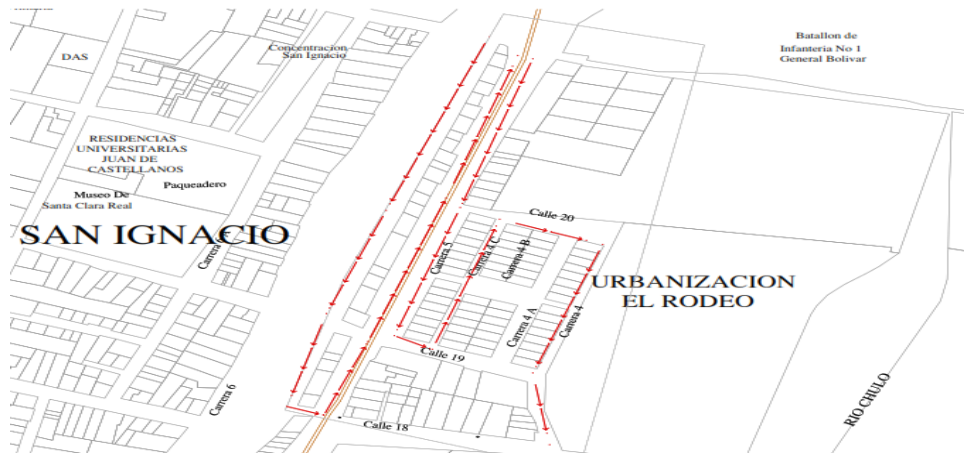 DAS
Concentracion
San Ignacio
Batallon de
Infanteria No 1
General Bolivar
RESIDENCIAS
UNIVERSITARIAS
JUAN DE
CASTELLANOS
Paqueadero
Museo De
Santa Clara Real
SAN IGNACIO
Calle 20
Carrera 5
Carrera 4 C
Carrera 4 B
URBANIZACION
EL RODEO
Carrera 4 A
Carrera 4
Calle 19
Carrera 6
Calle 18
RIO CHULO